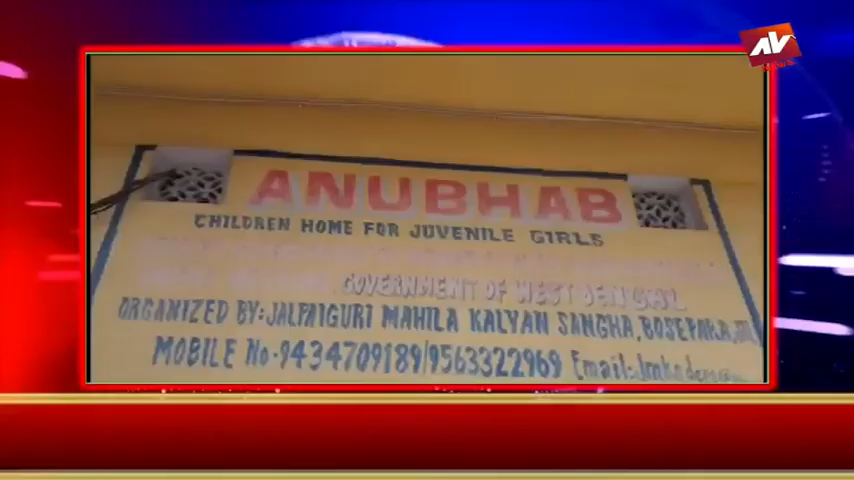 AV
News
ANUBHAB
CHILDREN HOME FOR JUVENILE GIRLS
GOVERNMENT OF WEST BENGAL
ORGANIZED BY:JALPAIGURI MAHILA KALYAN SANGHA, BOSEPARA,
MOBILE No-9434709189/9563322969 Email: